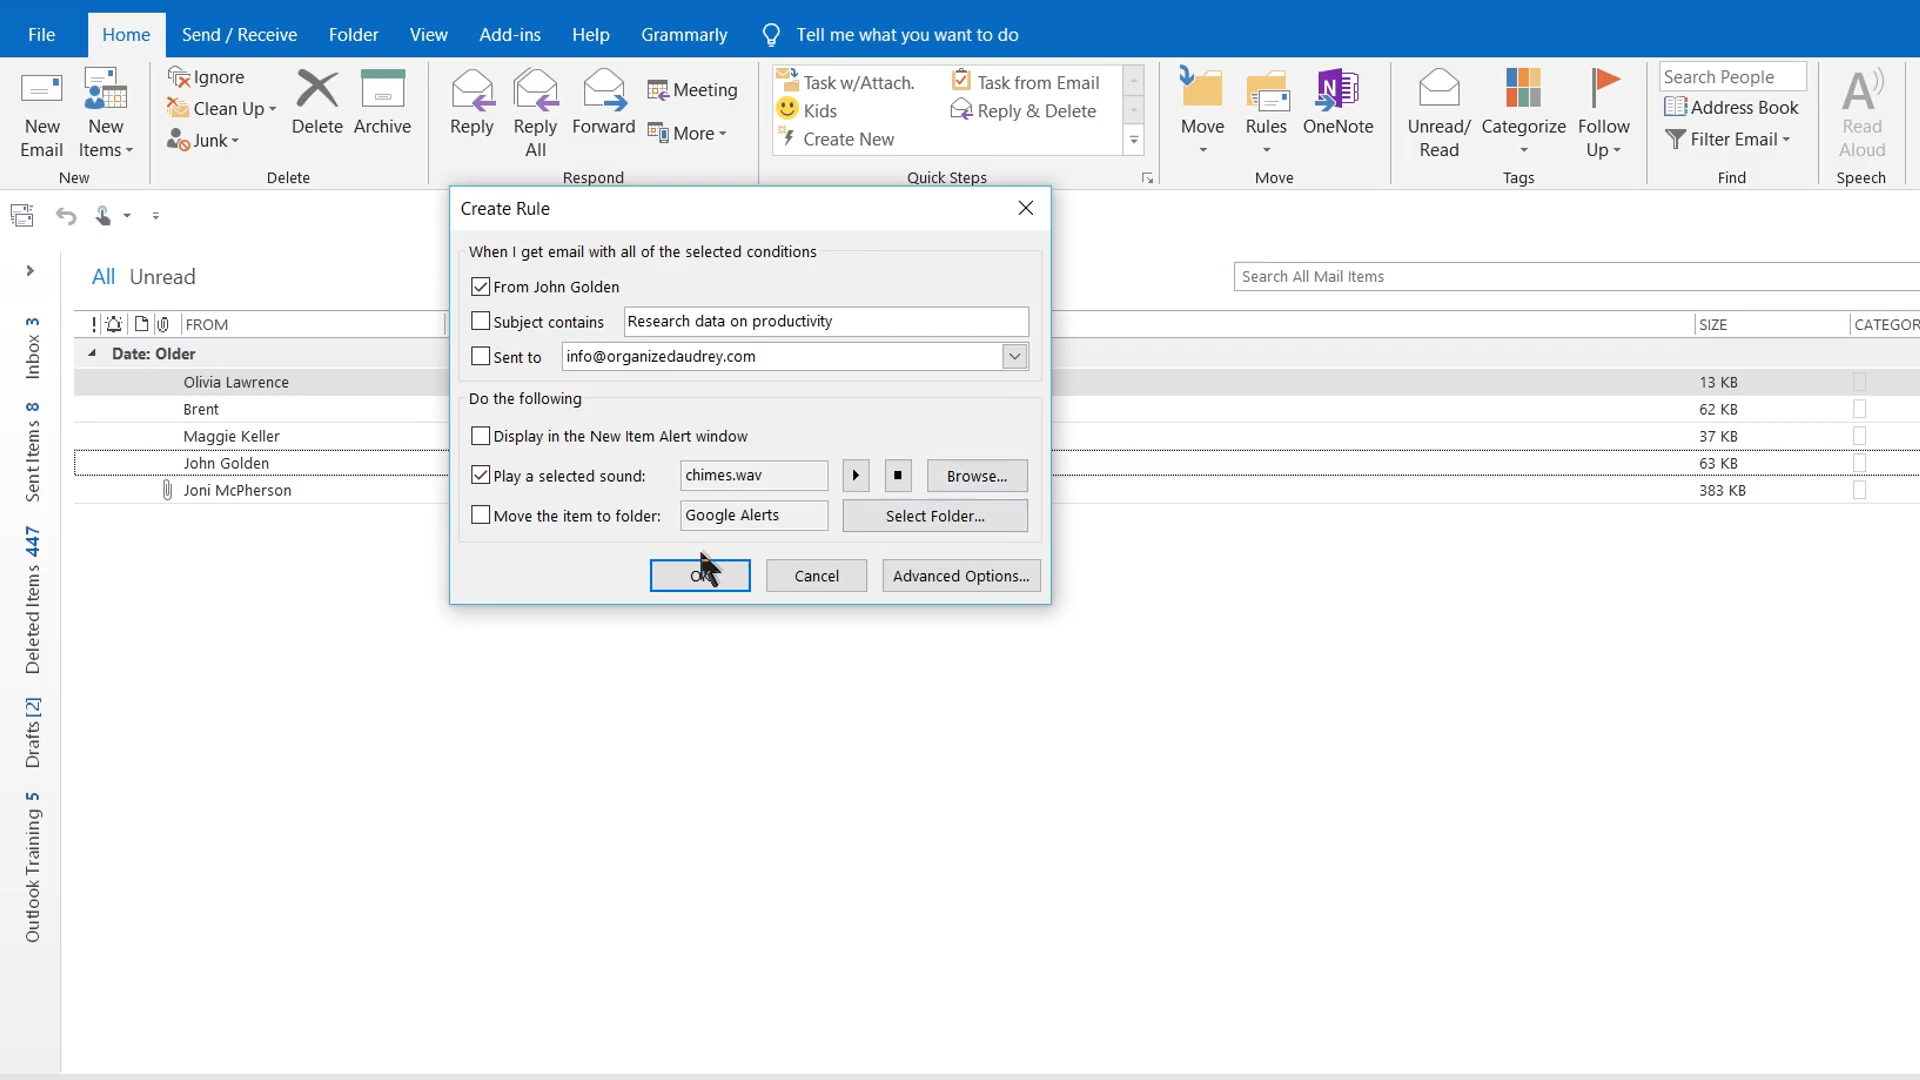 File Home Send / Receive Folder View Add-ins Help Grammarly Tell me what you want to do
New Email
New Items
New
Ignore
Clean Up
Junk
Delete
Archive
Delete
Reply
Reply All
Forward
Meeting
More
Respond
Task w/Attach.
Kids
Create New
Task from Email
Reply & Delete
Quick Steps
Move
Rules
OneNote
Move
Unread/ Read
Categorize
Follow Up
Tags
Search People
Address Book
Filter Email
Find
A
Read Aloud
Speech
All Unread
Search All Mail Items
! FROM SIZE CATEGOR
Date: Older
Olivia Lawrence 13 KB
Brent 62 KB
Maggie Keller 37 KB
John Golden 63 KB
Joni McPherson 383 KB
Inbox 3
Sent Items 8
Deleted Items 447
Drafts [2]
Outlook Training 5
Create Rule
When I get email with all of the selected conditions
From John Golden
Subject contains Research data on productivity
Sent to info@organizedaudrey.com
Do the following
Display in the New Item Alert window
Play a selected sound: chimes.wav Browse...
Move the item to folder: Google Alerts Select Folder...
Cancel Advanced Options...